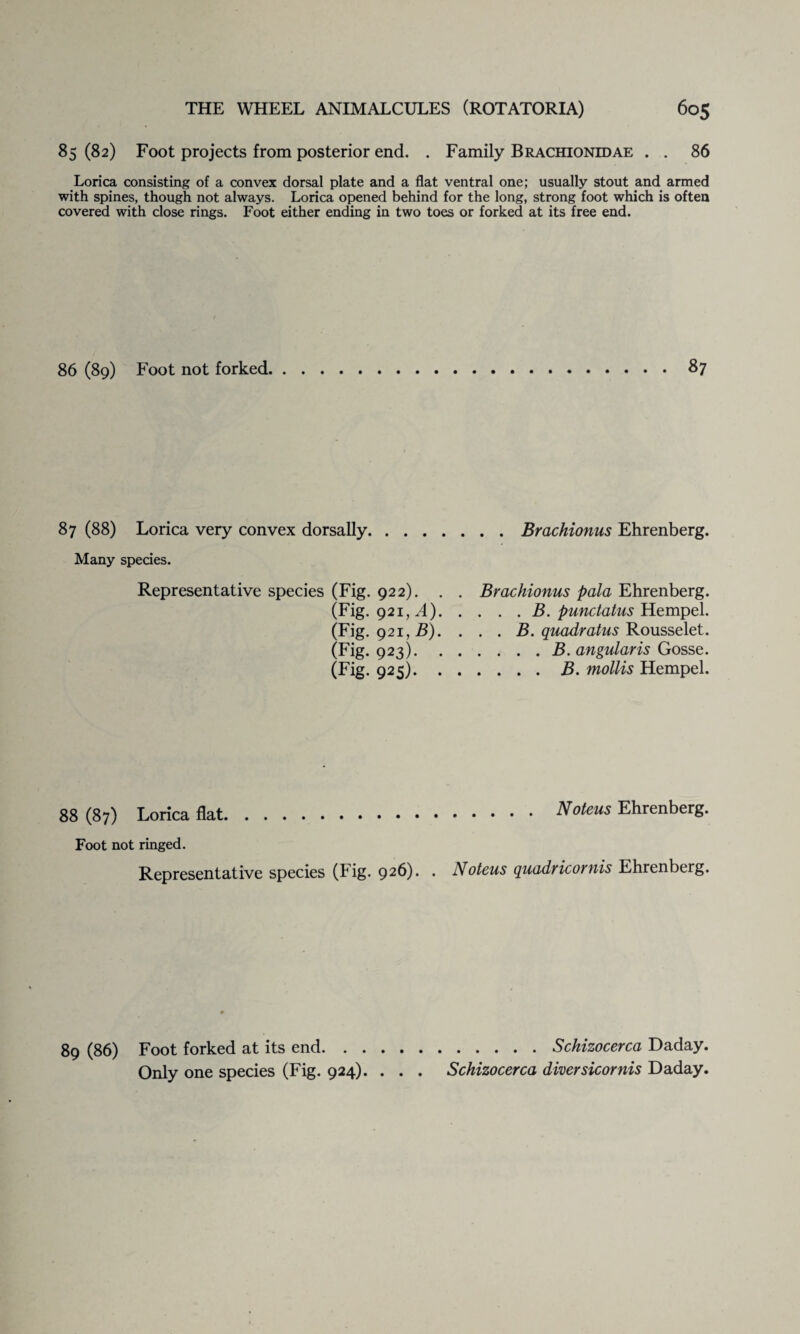 THE WHEEL ANIMALCULES (ROTATORIA) 605
85 (82) Foot projects from posterior end. . Family Brachionidae . . 86
Lorica consisting of a convex dorsal plate and a flat ventral one; usually stout and armed
with spines, though not always. Lorica opened behind for the long, strong foot which is often
covered with close rings. Foot either ending in two toes or forked at its free end.
86 (89) Foot not forked. . . . . . . . . . . . . . . . . . . . . . . 87
87 (88) Lorica very convex dorsally. . . . . . . . Brachionus Ehrenberg.
Many species.
Representative species (Fig. 922). . . Brachionus pala Ehrenberg.
(Fig. 921, A). . . . . B. punctatus Hempel.
(Fig. 921, B). . . . B. quadratus Rousselet.
(Fig. 923). . . . . . . B. angularis Gosse.
(Fig. 925). . . . . . . B. mollis Hempel.
88 (87) Lorica flat. . . . . . . . . . . . . . . . . . Noteus Ehrenberg.
Foot not ringed.
Representative species (Fig. 926). . Noteus quadricornis Ehrenberg.
89 (86) Foot forked at its end. . . . . . . . . . . . Schizocerca Daday.
Only one species (Fig. 924). . . . Schizocerca diversicornis Daday.